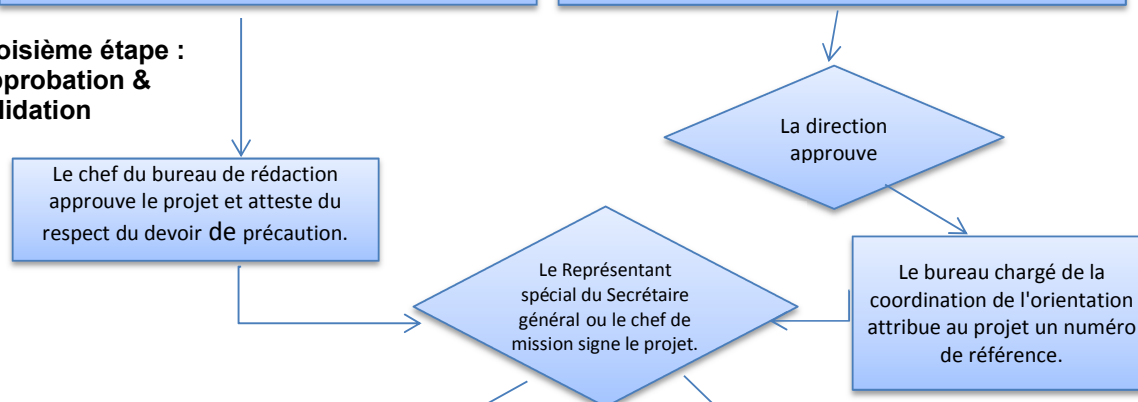 oisième étape :
probation &
lidation
La direction
approuve
Le chef du bureau de rédaction
approuve le projet et atteste du
respect du devoir de précaution.
Le Représentant
spécial du Secrétaire
général ou le chef de
mission signe le projet.
Le bureau chargé de la
coordination de l'orientation
attribue au projet un numéro
de référence.